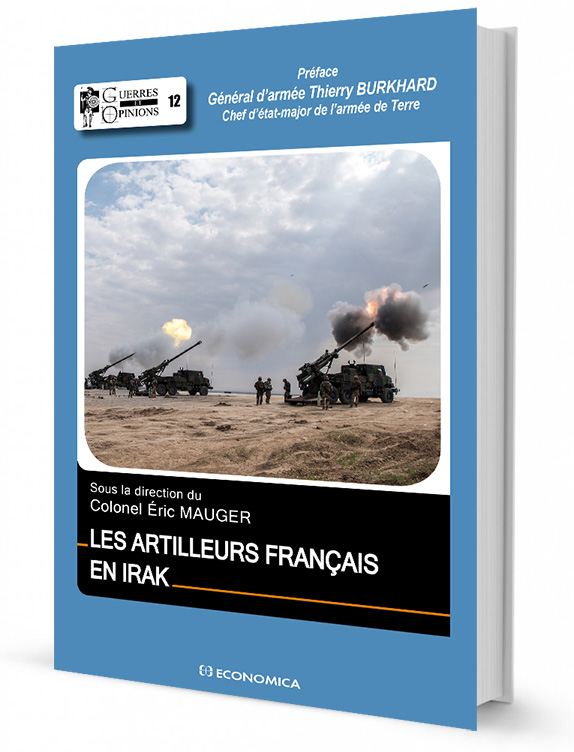 GUERRES
ET
OPINIONS
12
Préface
Général d'armée Thierry BURKHARD
Chef d'état-major de l'armée de Terre
Sous la direction du
Colonel Éric MAUGER
LES ARTILLEURS FRANÇAIS
EN IRAK
ECONOMICA